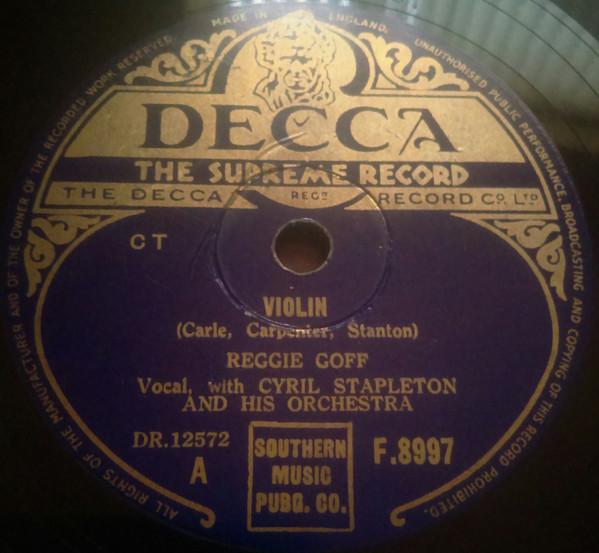 MADE IN ENGLAND.
ALL RIGHTS OF THE MANUFACTURER AND OF THE OWNER OF THE RECORDED WORK RESERVED.
UNAUTHORISED PUBLIC PERFORMANCE, BROADCASTING AND COPYING OF THIS RECORD PROHIBITED.
DECCA
THE SUPREME RECORD
THE DECCA REGD RECORD CO. LTD
CT
VIOLIN
(Carle, Carpenter, Stanton)
REGGIE GOFF
Vocal, with CYRIL STAPLETON
AND HIS ORCHESTRA
DR.12572
A
SOUTHERN
MUSIC
PUBG. CO.
F.8997